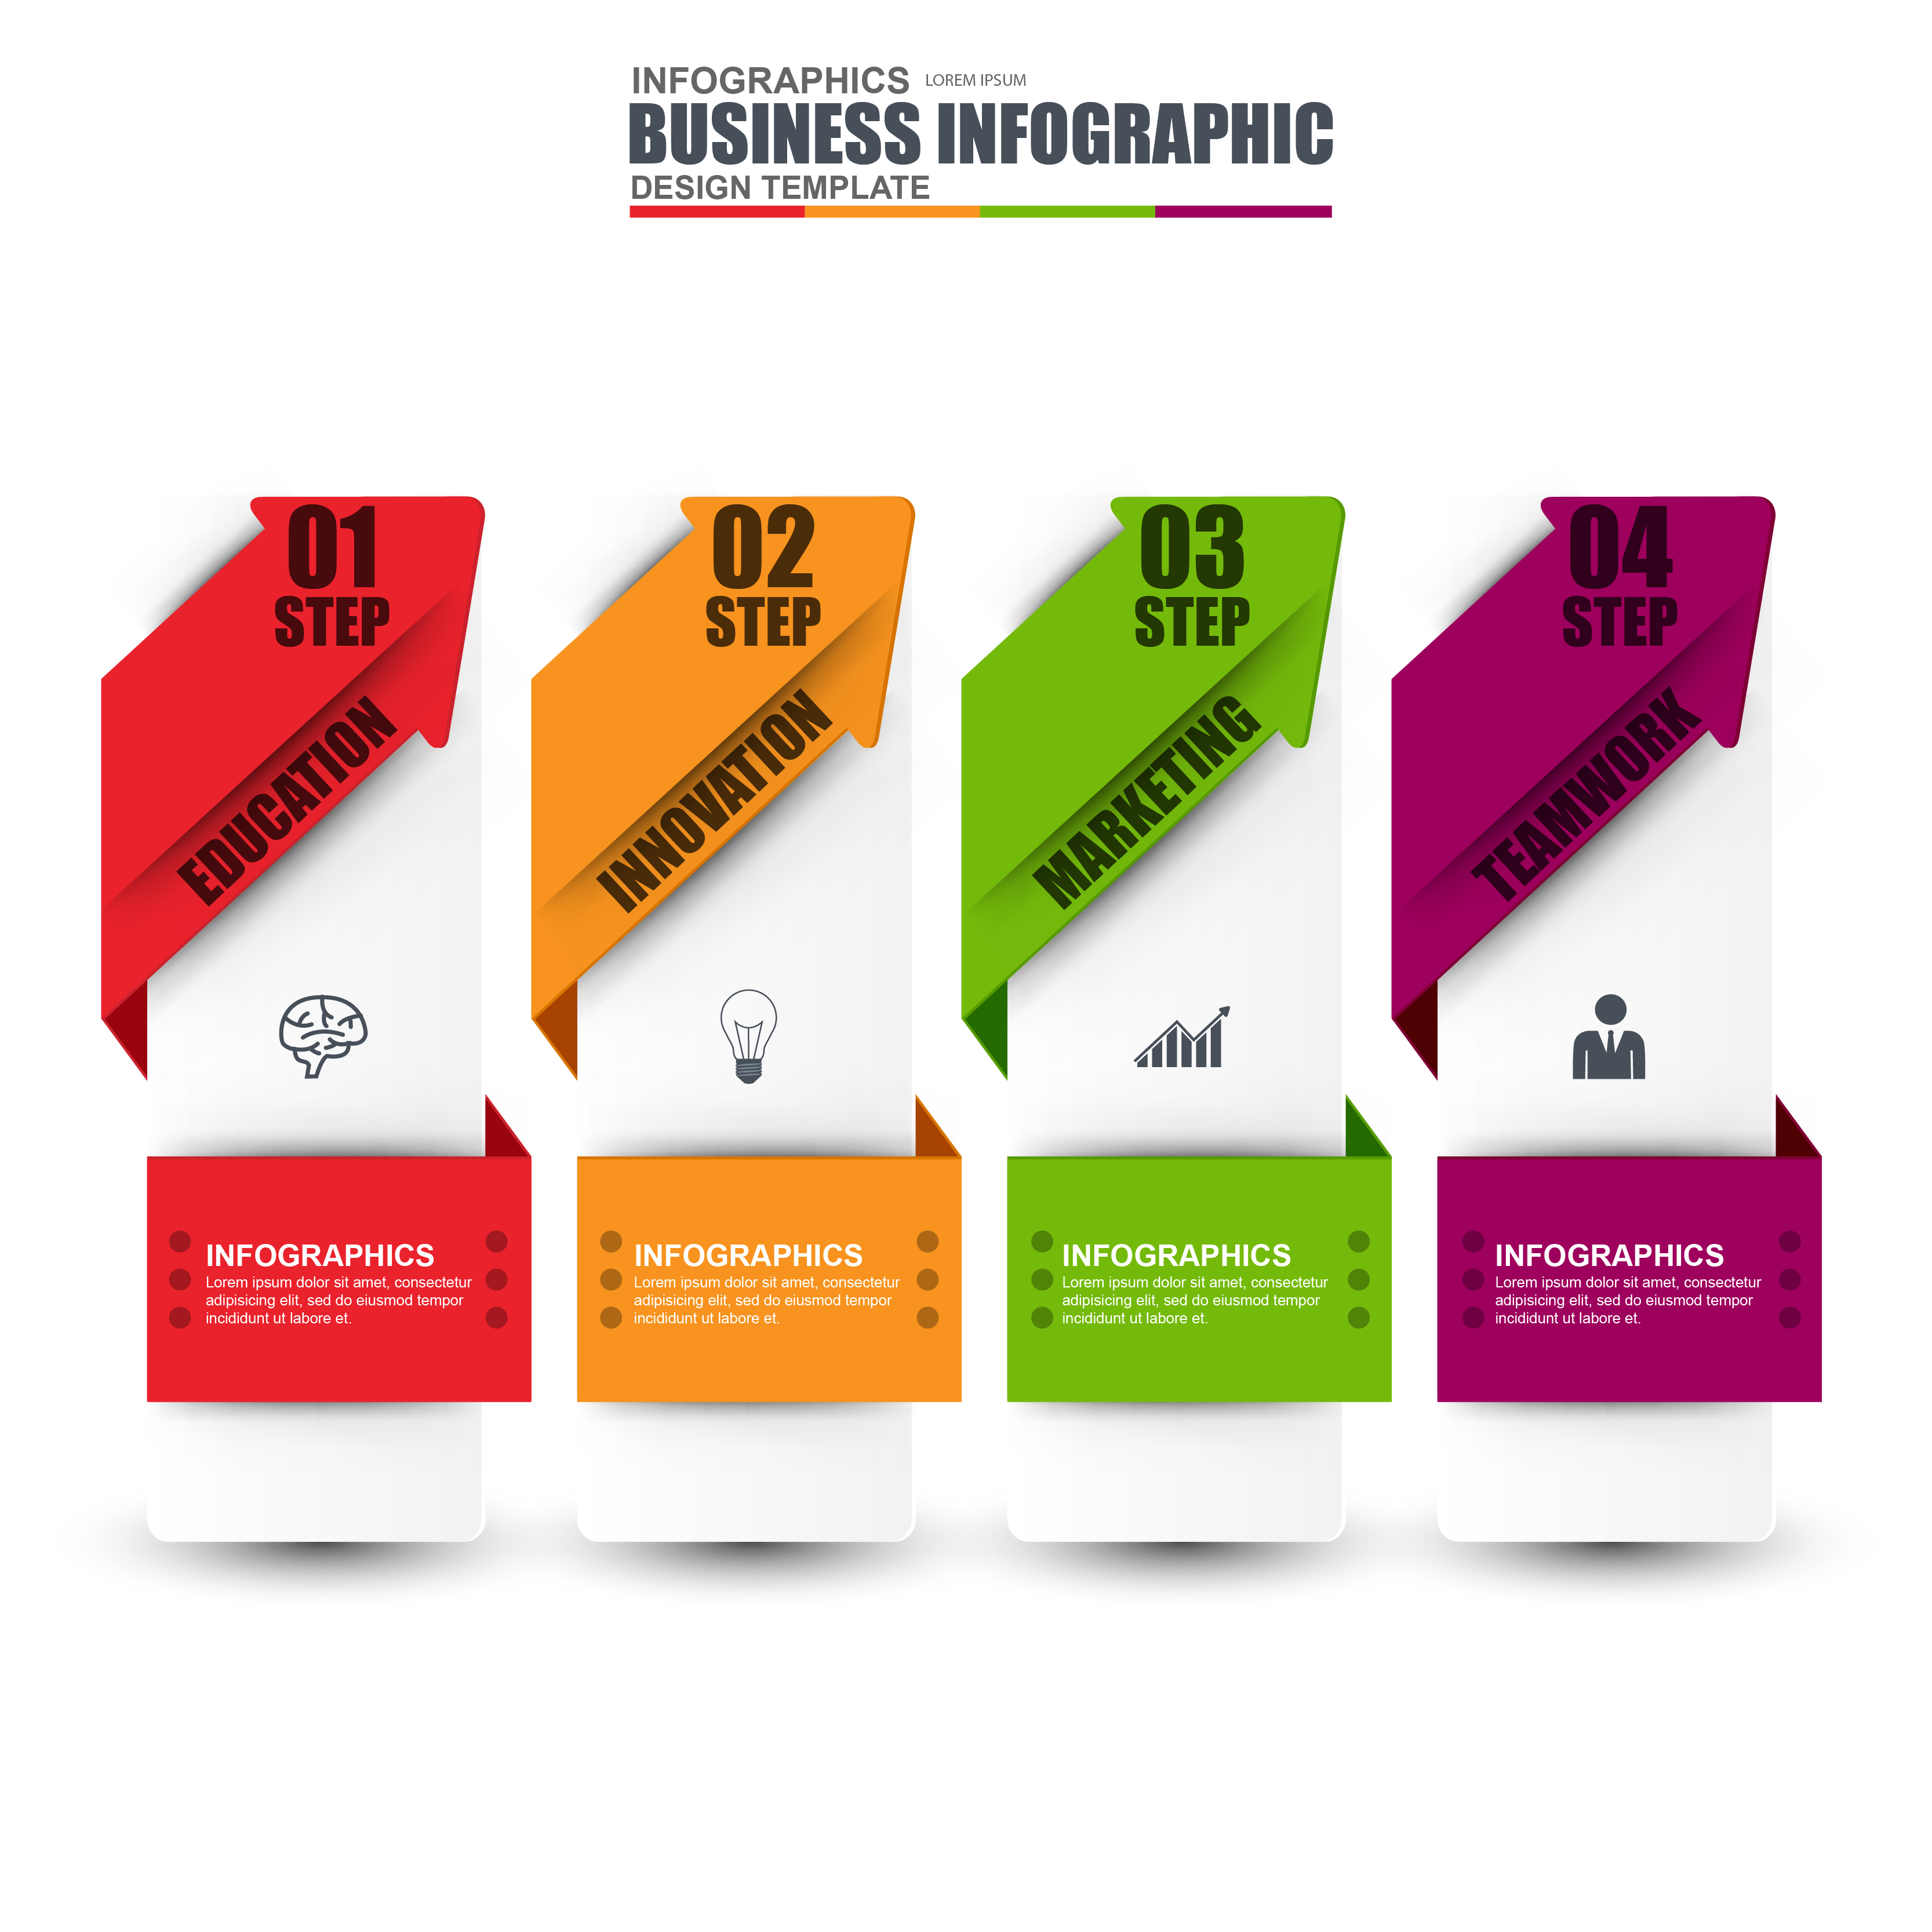 INFOGRAPHICS LOREM IPSUM
BUSINESS INFOGRAPHIC
DESIGN TEMPLATE
01
STEP
EDUCATION
INFOGRAPHICS
Lorem ipsum dolor sit amet, consectetur
adipisicing elit, sed do eiusmod tempor
incididunt ut labore et.
02
STEP
INNOVATION
INFOGRAPHICS
Lorem ipsum dolor sit amet, consectetur
adipisicing elit, sed do eiusmod tempor
incididunt ut labore et.
03
STEP
MARKETING
INFOGRAPHICS
Lorem ipsum dolor sit amet, consectetur
adipisicing elit, sed do eiusmod tempor
incididunt ut labore et.
04
STEP
TEAMWORK
INFOGRAPHICS
Lorem ipsum dolor sit amet, consectetur
adipisicing elit, sed do eiusmod tempor
incididunt ut labore et.